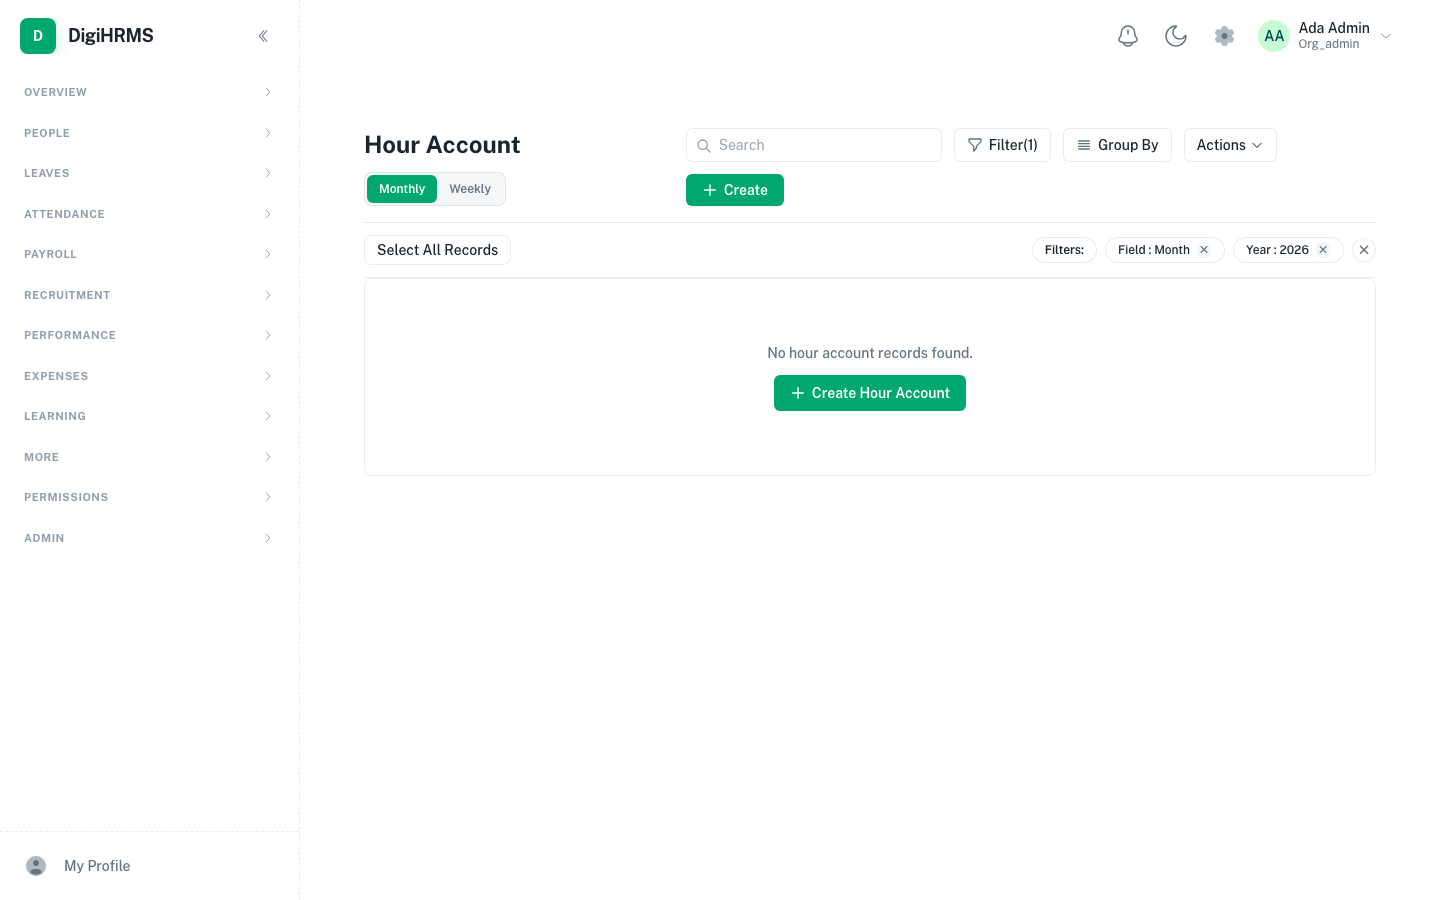 D
DigiHRMS
OVERVIEW
PEOPLE
LEAVES
ATTENDANCE
PAYROLL
RECRUITMENT
PERFORMANCE
EXPENSES
LEARNING
MORE
PERMISSIONS
ADMIN
My Profile
AA
Ada Admin
Org_admin
Hour Account
Search
Filter(1)
Group By
Actions
Monthly
Weekly
Create
Select All Records
Filters:
Field : Month
Year : 2026
No hour account records found.
Create Hour Account